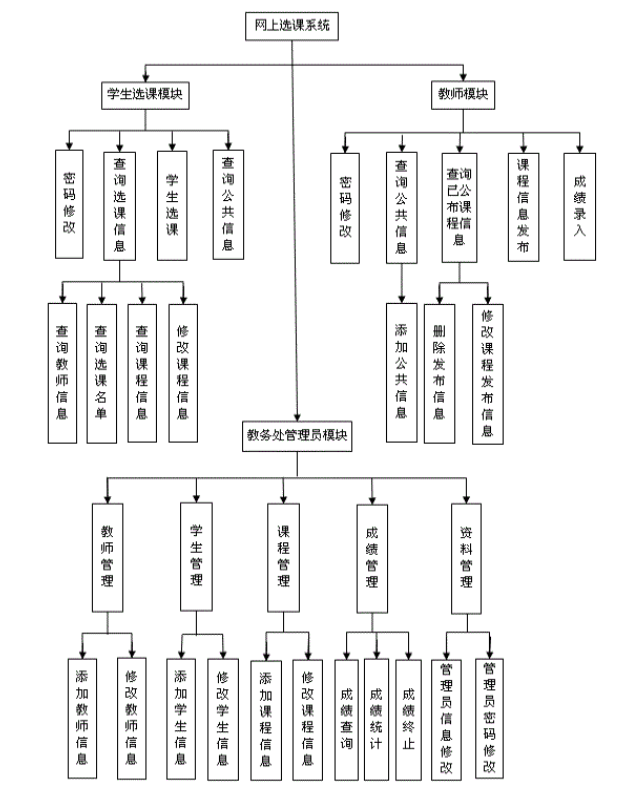 网上选课系统
学生选课模块
教师模块
密码修改
查询选课信息
学生选课
查询公共信息
密码修改
查询公共信息
查询已公布课程信息
课程信息发布
成绩录入
查询教师信息
查询选课名单
查询课程信息
修改课程信息
添加公共信息
删除发布信息
修改课程发布信息
教务处管理员模块
教师管理
学生管理
课程管理
成绩管理
资料管理
添加教师信息
修改教师信息
添加学生信息
修改学生信息
添加课程信息
修改课程信息
成绩查询
成绩统计
成绩终止
管理员信息修改
管理员密码修改